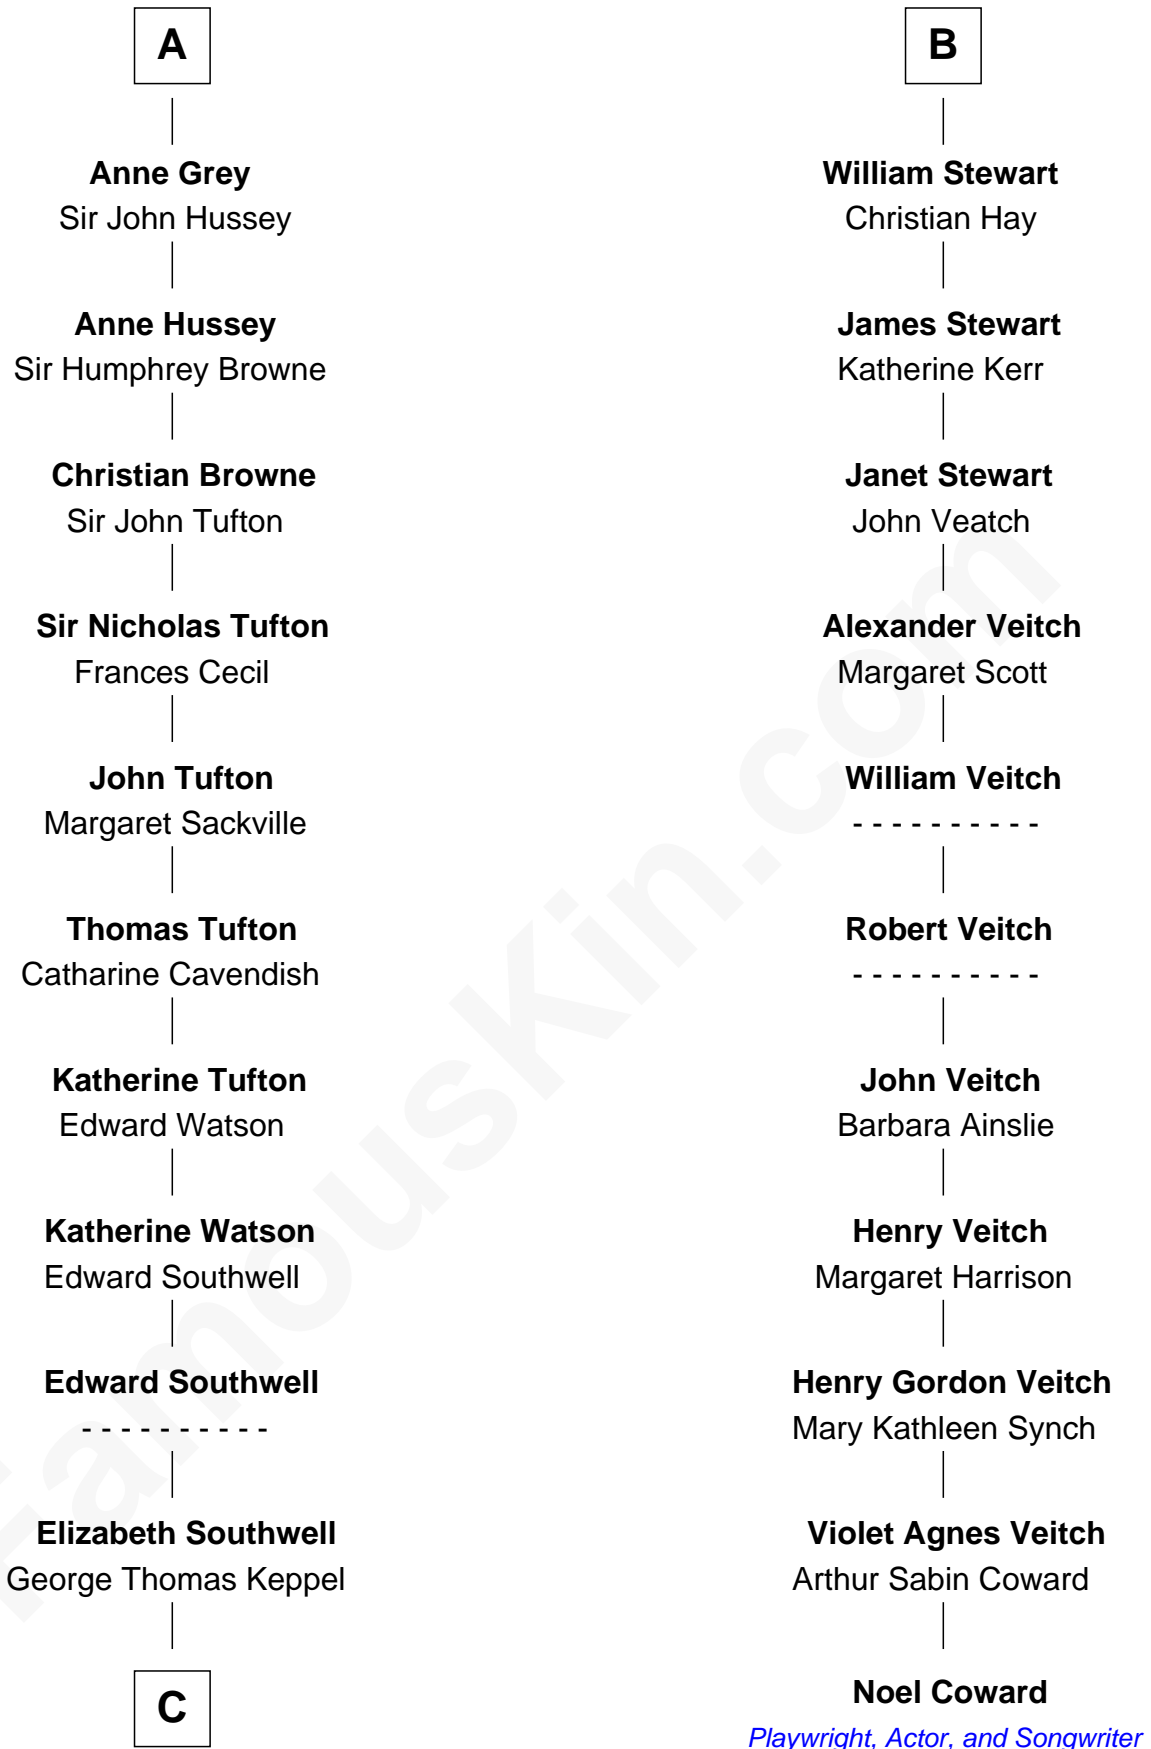 A
Anne Grey
Sir John Hussey
Anne Hussey
Sir Humphrey Browne
Christian Browne
Sir John Tufton
Sir Nicholas Tufton
Frances Cecil
John Tufton
Margaret Sackville
Thomas Tufton
Catharine Cavendish
Katherine Tufton
Edward Watson
Katherine Watson
Edward Southwell
Edward Southwell
- - - - - - - - - -
Elizabeth Southwell
George Thomas Keppel
C
B
William Stewart
Christian Hay
James Stewart
Katherine Kerr
Janet Stewart
John Veatch
Alexander Veitch
Margaret Scott
William Veitch
- - - - - - - - - -
Robert Veitch
- - - - - - - - - -
John Veitch
Barbara Ainslie
Henry Veitch
Margaret Harrison
Henry Gordon Veitch
Mary Kathleen Synch
Violet Agnes Veitch
Arthur Sabin Coward
Noel Coward
Playwright, Actor, and Songwriter
FamousKin.com